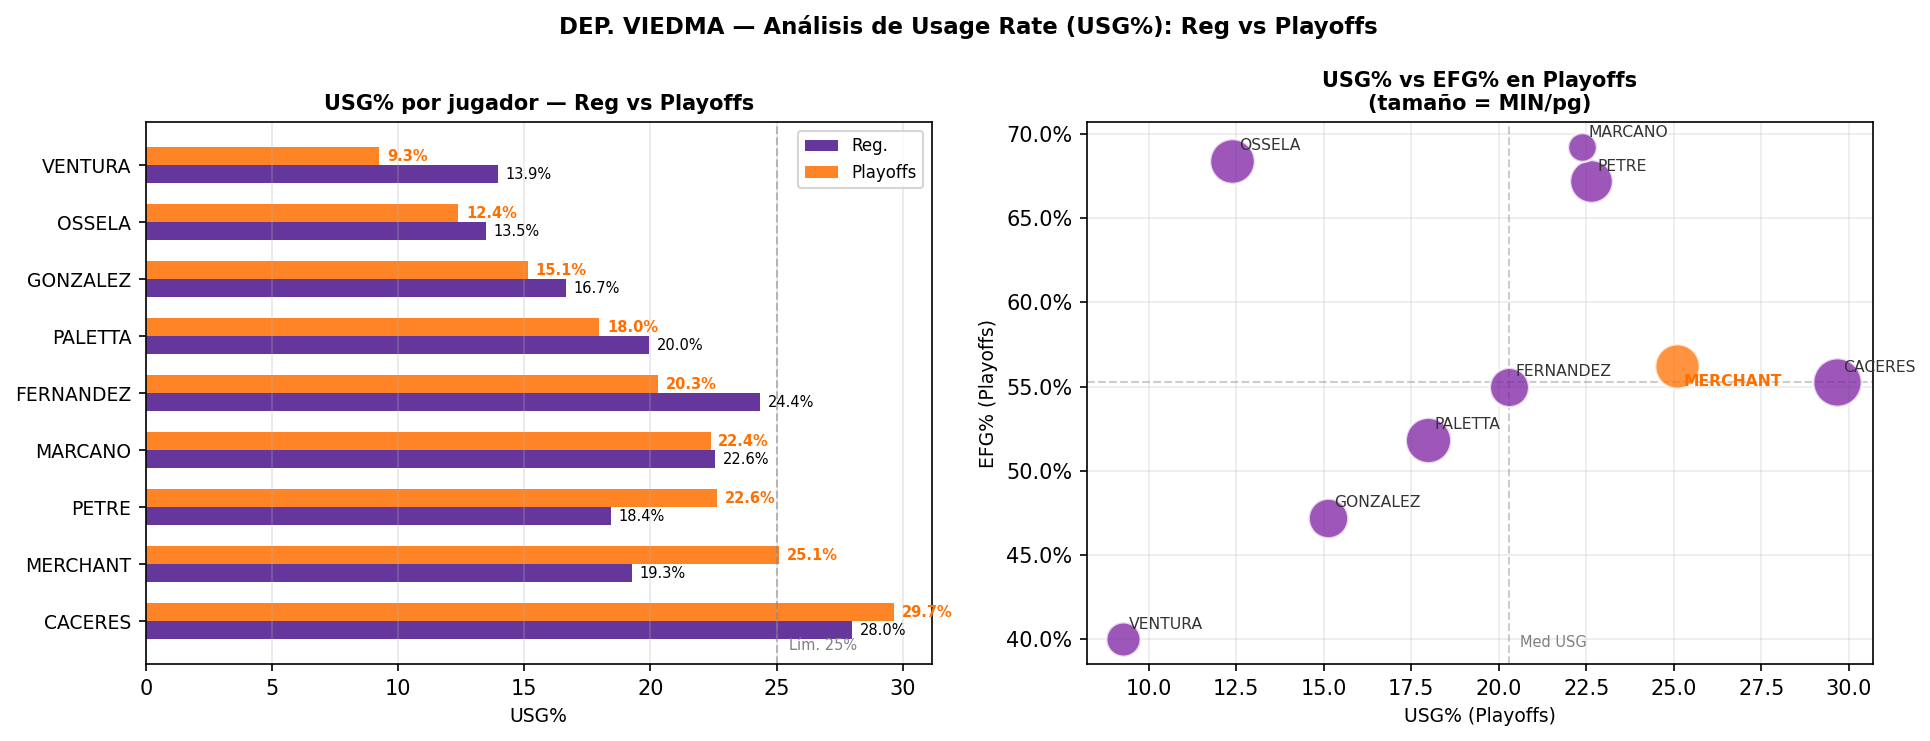 DEP. VIEDMA — Análisis de Usage Rate (USG%): Reg vs Playoffs
USG% por jugador — Reg vs Playoffs
Reg.
Playoffs
VENTURA
9.3%
13.9%
OSSELA
12.4%
13.5%
GONZALEZ
15.1%
16.7%
PALETTA
18.0%
20.0%
FERNANDEZ
20.3%
24.4%
MARCANO
22.4%
22.6%
PETRE
22.6%
18.4%
MERCHANT
25.1%
19.3%
CACERES
29.7%
28.0%
Lim. 25%
0 5 10 15 20 25 30
USG%
USG% vs EFG% en Playoffs
(tamaño = MIN/pg)
EFG% (Playoffs)
70.0%
65.0%
60.0%
55.0%
50.0%
45.0%
40.0%
MARCANO
OSSELA
PETRE
CACERES
FERNANDEZ
MERCHANT
PALETTA
GONZALEZ
VENTURA
Med USG
10.0 12.5 15.0 17.5 20.0 22.5 25.0 27.5 30.0
USG% (Playoffs)